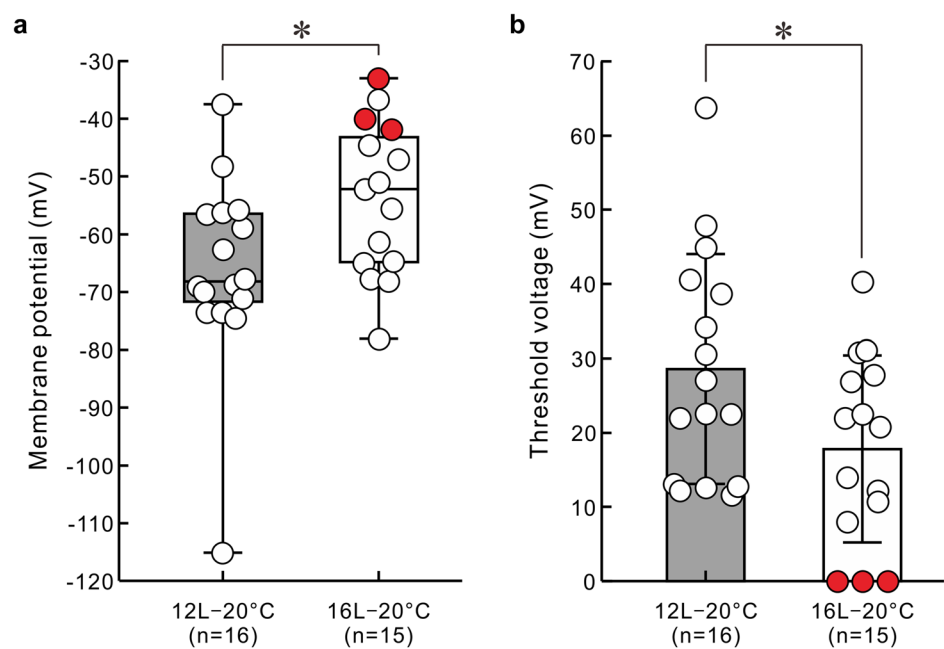 a
*
Membrane potential (mV)
-30
-40
-50
-60
-70
-80
-90
-100
-110
-120
12L−20°C
(n=16)
16L−20°C
(n=15)
b
*
Threshold voltage (mV)
70
60
50
40
30
20
10
0
12L−20°C
(n=16)
16L−20°C
(n=15)